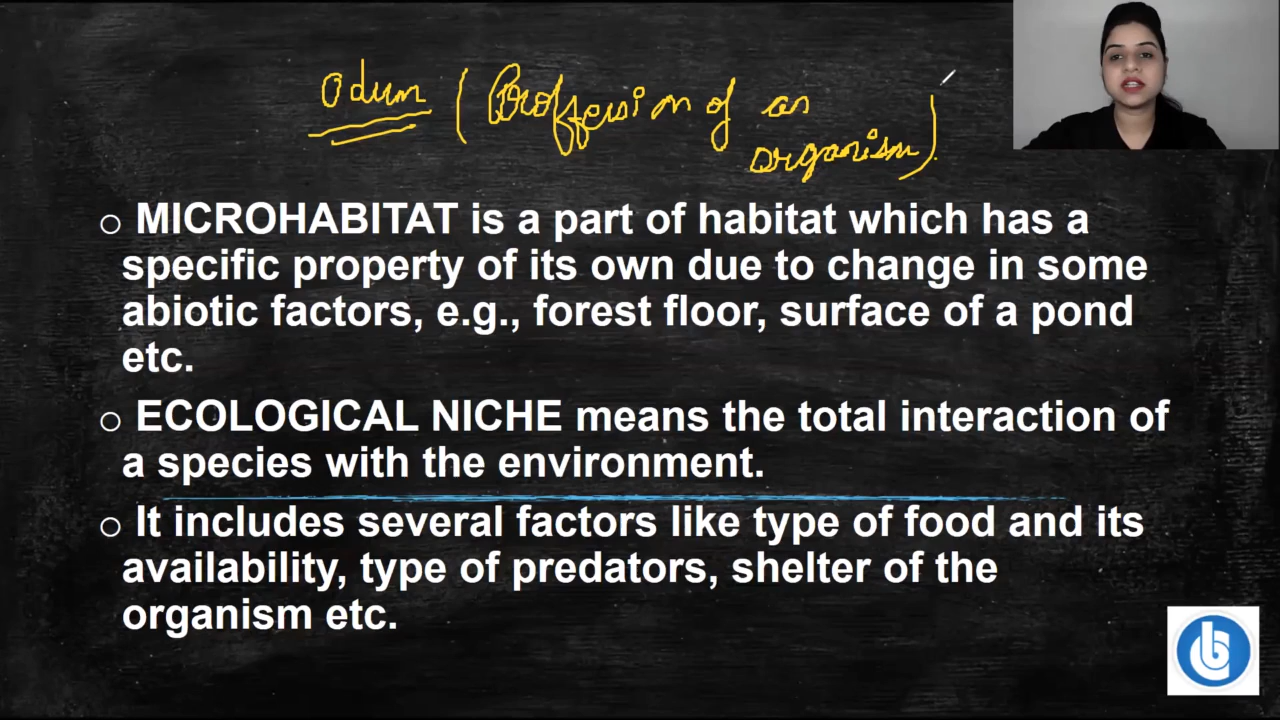 Odum (Proffession of an
organism)
○ MICROHABITAT is a part of habitat which has a
specific property of its own due to change in some
abiotic factors, e.g., forest floor, surface of a pond
etc.
○ ECOLOGICAL NICHE means the total interaction of
a species with the environment.
○ It includes several factors like type of food and its
availability, type of predators, shelter of the
organism etc.